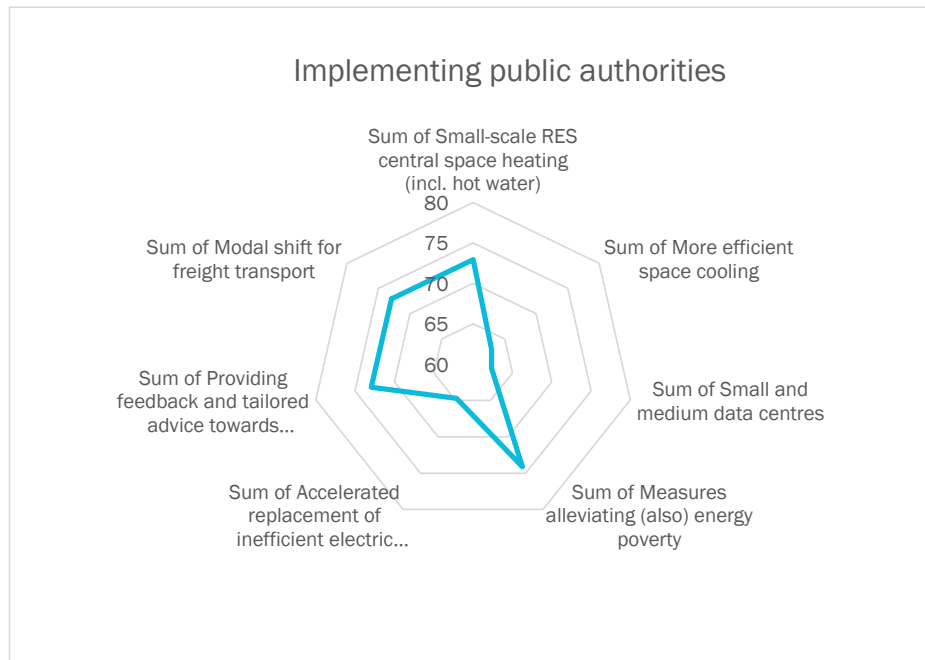 Implementing public authorities
Sum of Small-scale RES
central space heating
(incl. hot water)
80
75
70
65
60
Sum of More efficient
space cooling
Sum of Small and
medium data centres
Sum of Measures
alleviating (also) energy
poverty
Sum of Accelerated
replacement of
inefficient electric...
Sum of Providing
feedback and tailored
advice towards...
Sum of Modal shift for
freight transport